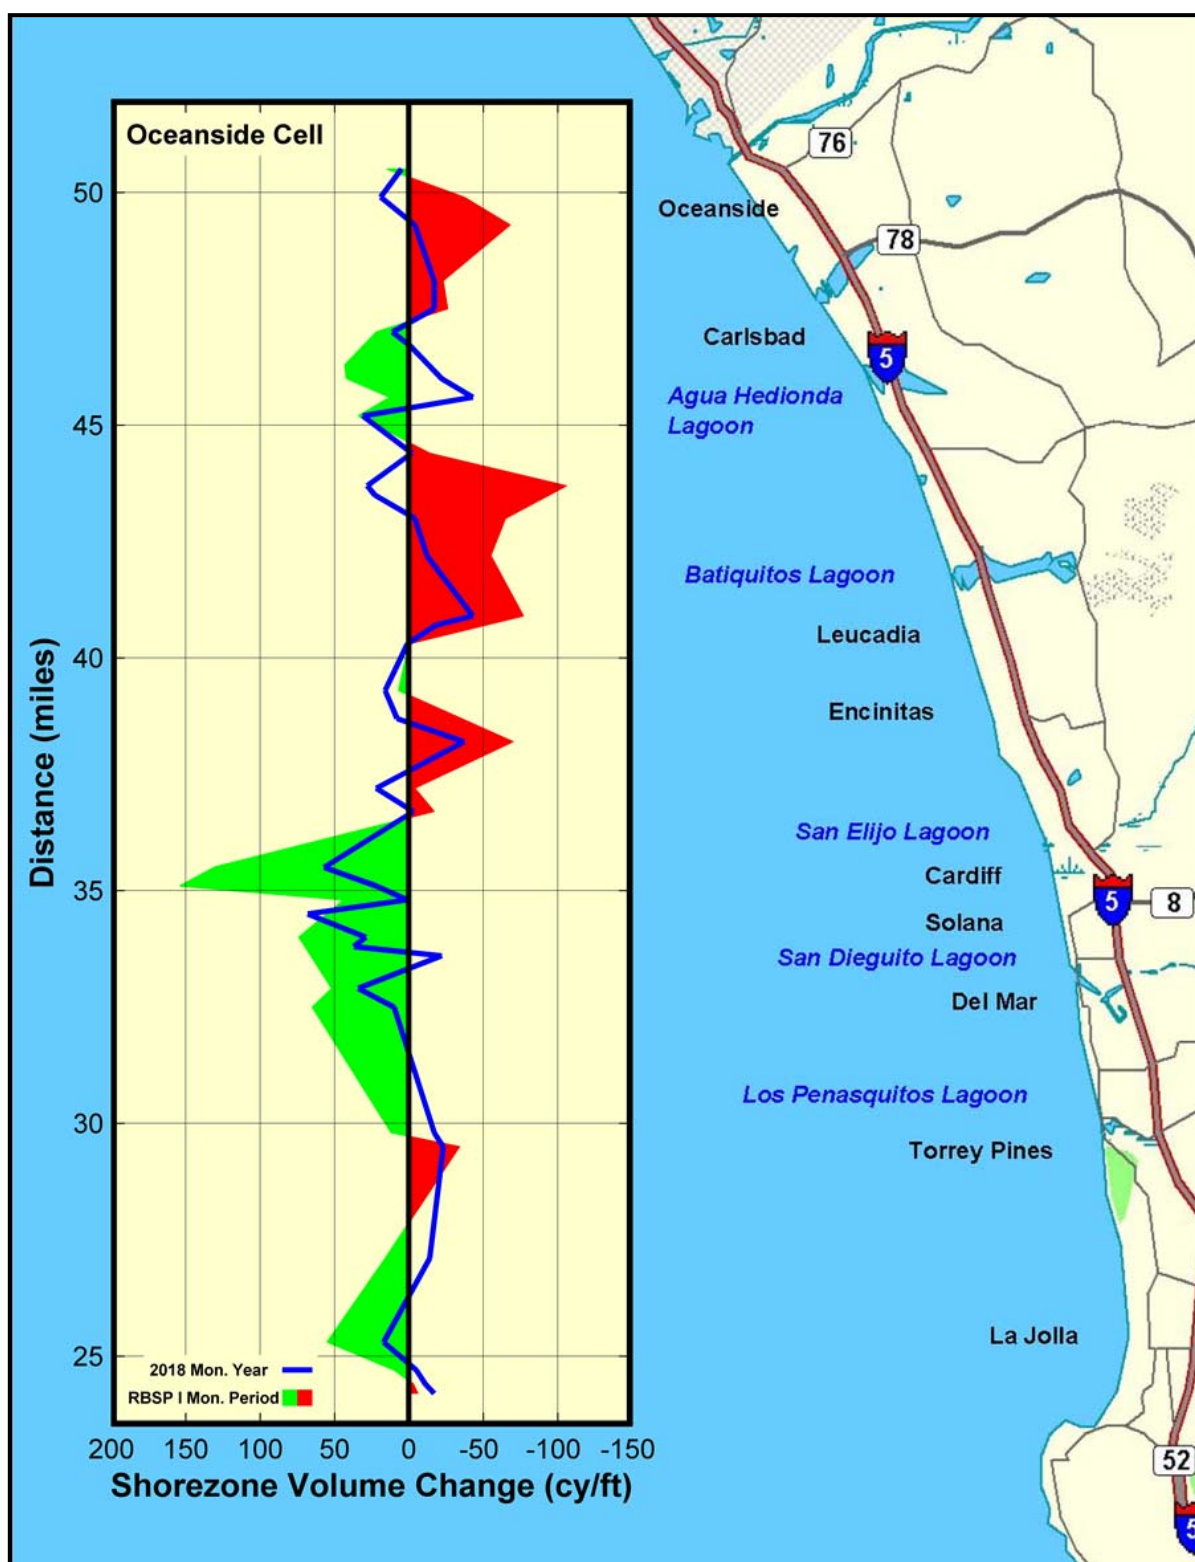 Oceanside Cell
50
45
40
35
30
25
Distance (miles)
2018 Mon. Year
RBSP I Mon. Period
200 150 100 50 0 -50 -100 -150
Shorezone Volume Change (cy/ft)
76
Oceanside
78
Carlsbad
5
Agua Hedionda
Lagoon
Batiquitos Lagoon
Leucadia
Encinitas
San Elijo Lagoon
Cardiff
5
8
Solana
San Dieguito Lagoon
Del Mar
Los Penasquitos Lagoon
Torrey Pines
La Jolla
52
5